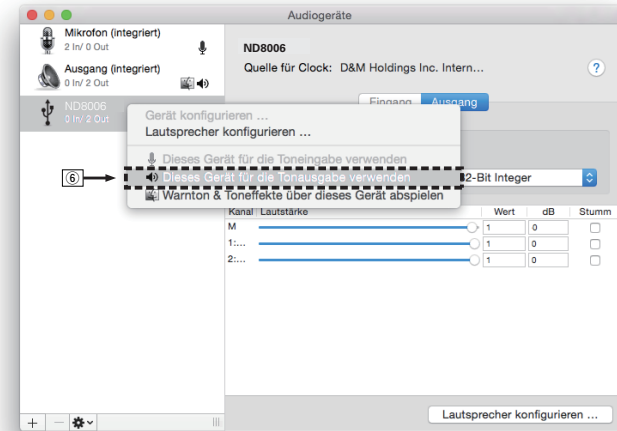 Audiogeräte
Mikrofon (integriert)
2 In/ 0 Out
Ausgang (integriert)
0 In/ 2 Out
ND8006
0 In/ 2 Out
ND8006
Quelle für Clock: D&M Holdings Inc. Intern...
?
Eingang Ausgang
Gerät konfigurieren ...
Lautsprecher konfigurieren ...
Dieses Gerät für die Toneingabe verwenden
6 Dieses Gerät für die Tonausgabe verwenden
2-Bit Integer
Warnton & Toneffekte über dieses Gerät abspielen
Kanal Lautstärke Wert dB Stumm
M 1 0
1:... 1 0
2:... 1 0
Lautsprecher konfigurieren ...